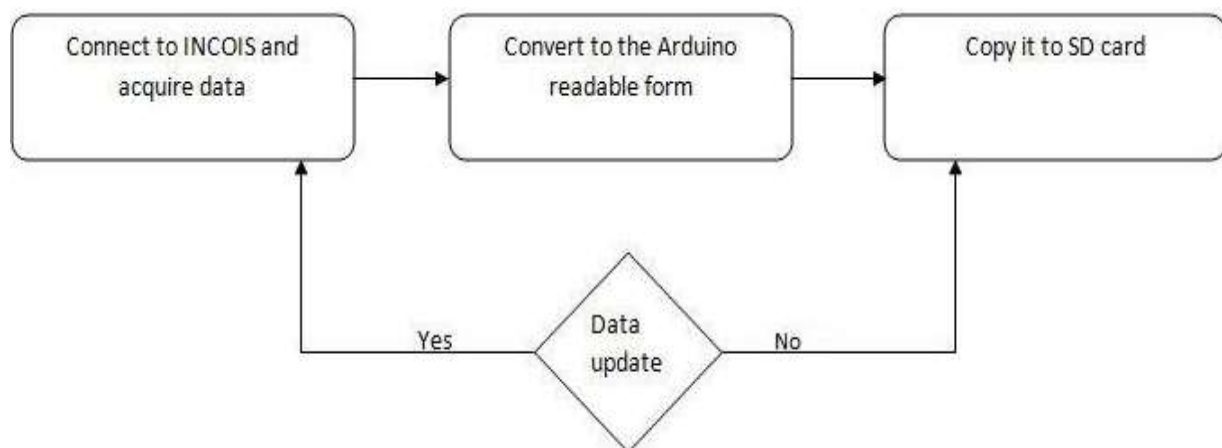 Connect to INCOIS and
acquire data
Convert to the Arduino
readable form
Copy it to SD card
Yes
Data
update
No